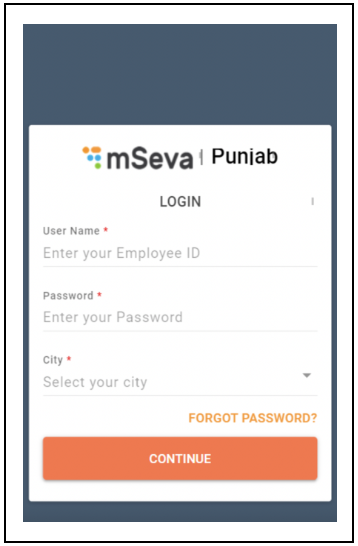 mSeva | Punjab
LOGIN
User Name *
Enter your Employee ID
Password *
Enter your Password
City *
Select your city
FORGOT PASSWORD?
CONTINUE